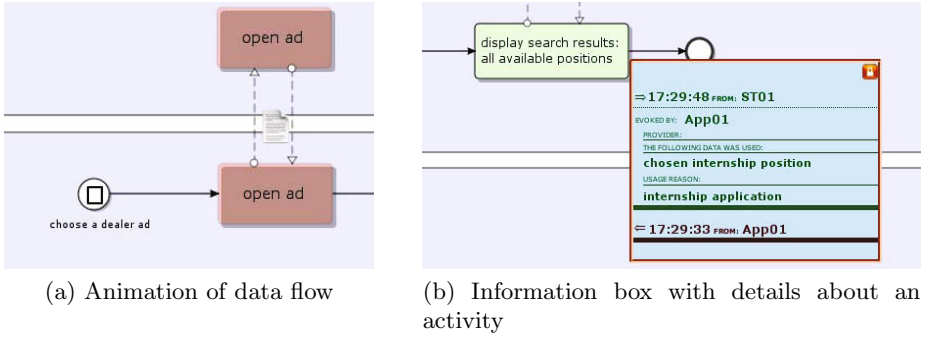 open ad
open ad
choose a dealer ad
(a) Animation of data flow
display search results:
all available positions
⇒17:29:48 FROM: ST01
EVOKED BY: App01
PROVIDER:
THE FOLLOWING DATA WAS USED:
chosen internship position
USAGE REASON:
internship application
⇐17:29:33 FROM: App01
(b) Information box with details about an
activity